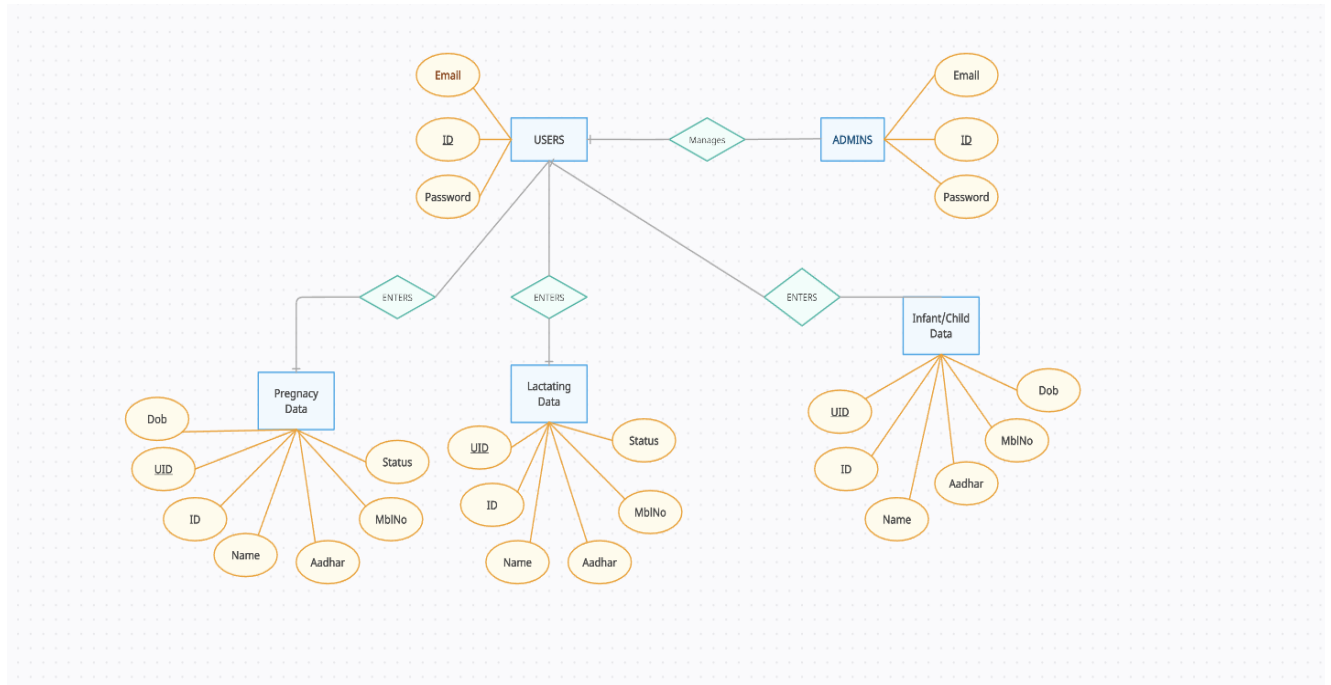 Email
Email
USERS
Manages
ADMINS
ID
ID
Password
Password
ENTERS
ENTERS
ENTERS
Infant/Child
Data
Pregnacy
Data
Lactating
Data
Dob
UID
ID
Name
Aadhar
MblNo
Status
UID
ID
Name
Aadhar
MblNo
Status
UID
ID
Name
Aadhar
MblNo
Dob